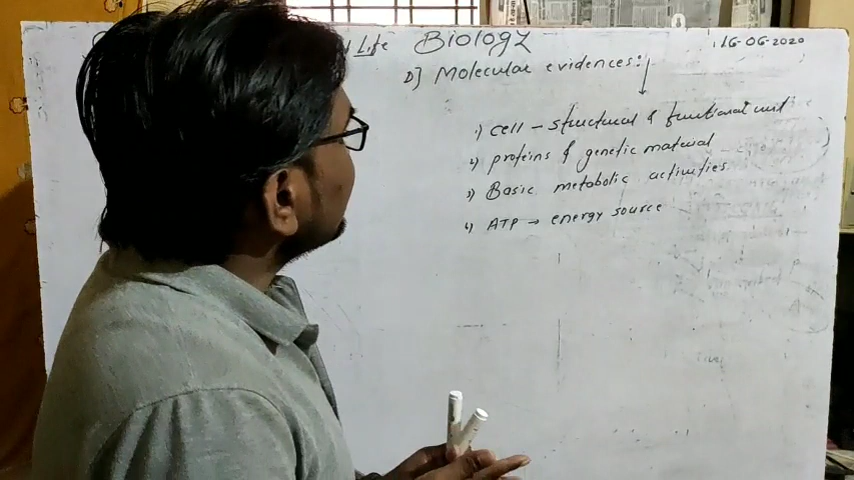 Life Biology
16-06-2020
D] Molecular evidences:
1) cell - structural & functional unit
2) proteins & genetic material
3) Basic metabolic activities
4) ATP → energy source